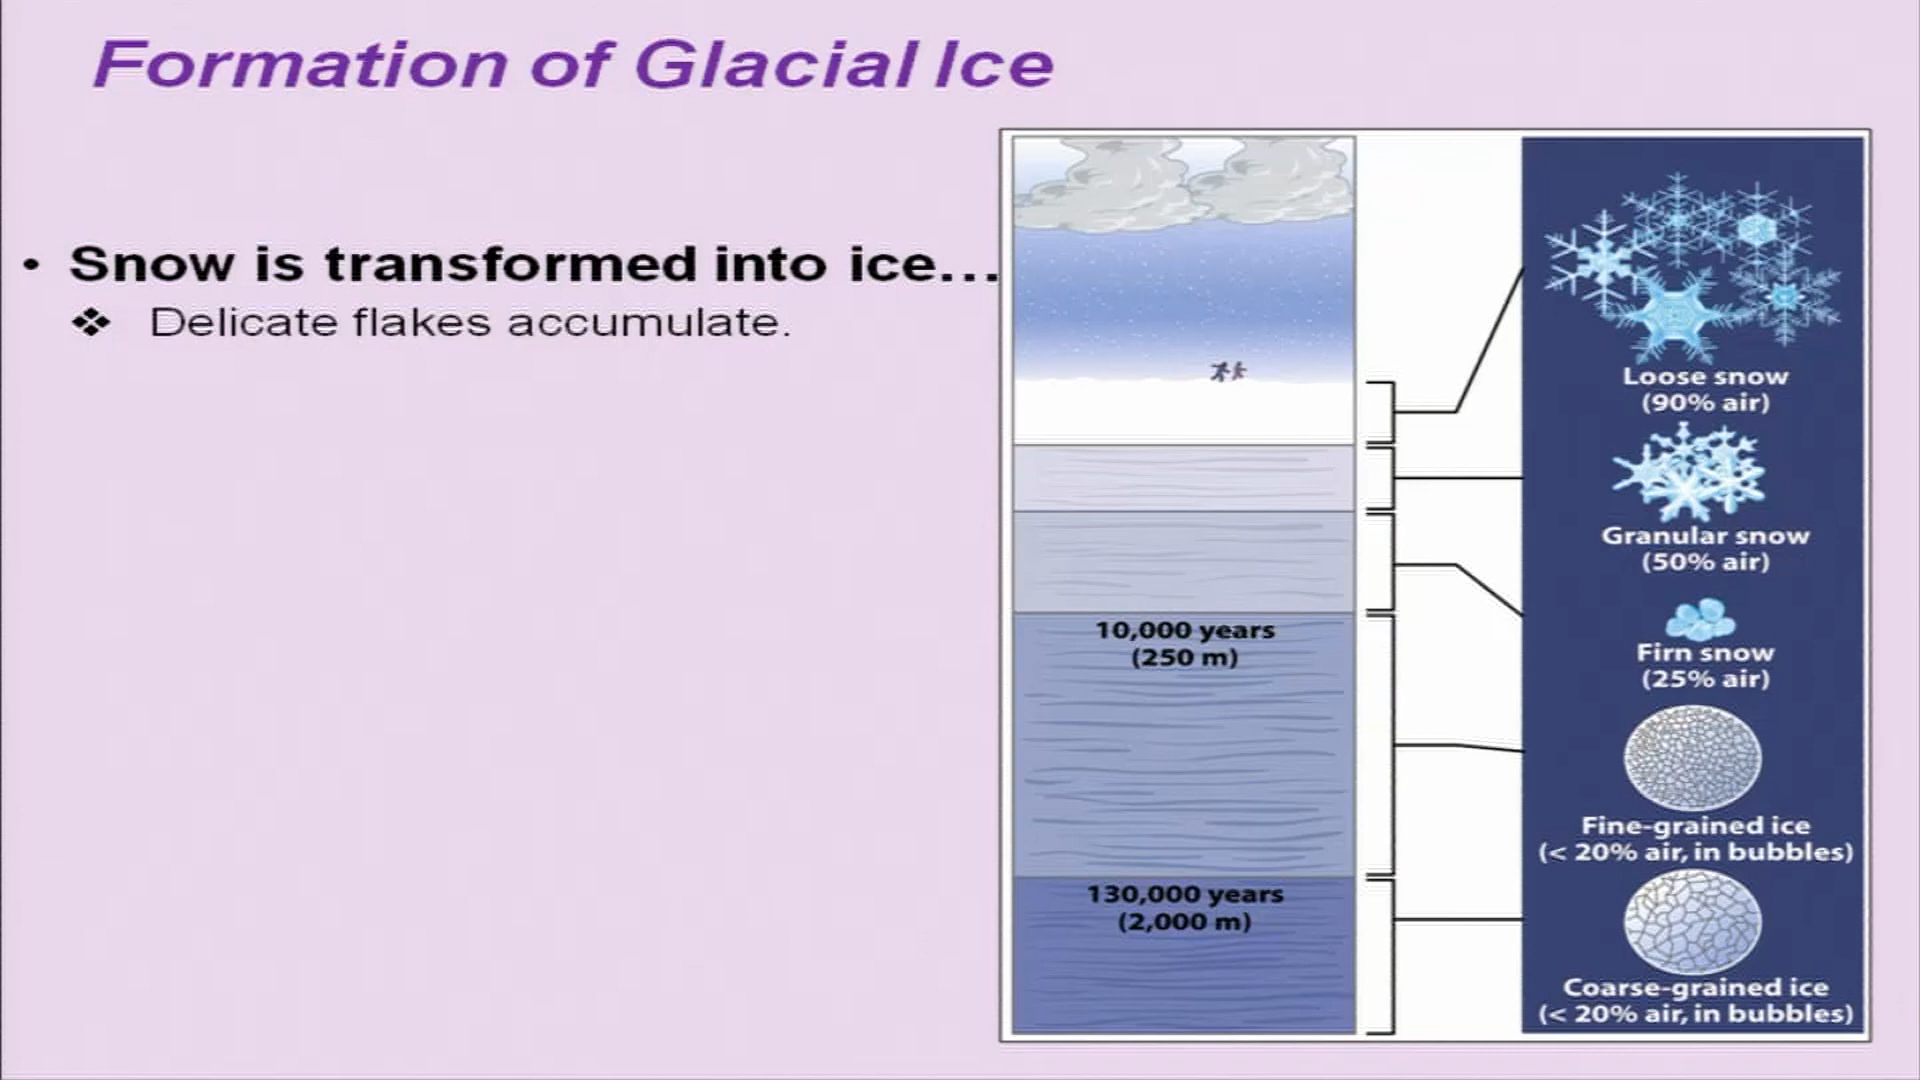 Formation of Glacial Ice
• Snow is transformed into ice...
❖ Delicate flakes accumulate.
10,000 years
(250 m)
130,000 years
(2,000 m)
Loose snow
(90% air)
Granular snow
(50% air)
Firn snow
(25% air)
Fine-grained ice
(< 20% air, in bubbles)
Coarse-grained ice
(< 20% air, in bubbles)